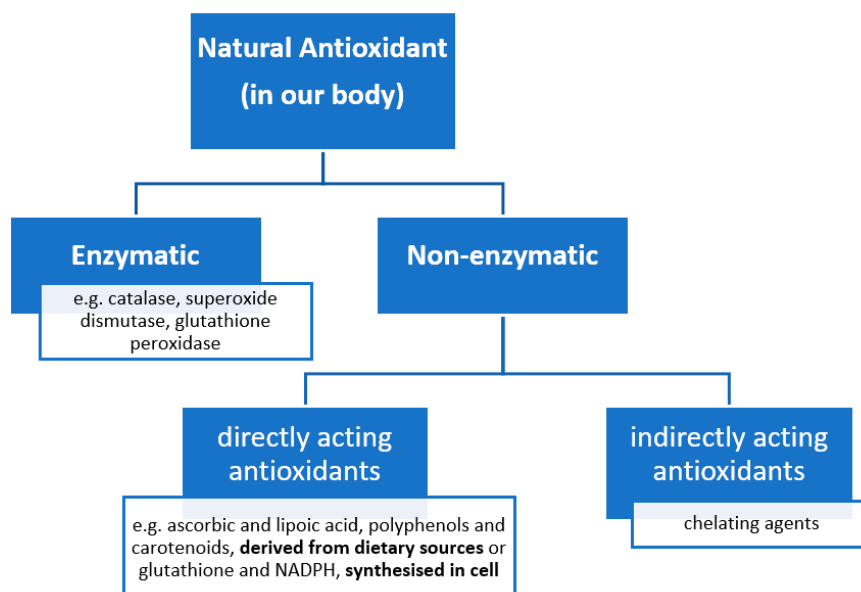 Natural Antioxidant
(in our body)
Enzymatic
e.g. catalase, superoxide
dismutase, glutathione
peroxidase
Non-enzymatic
directly acting
antioxidants
e.g. ascorbic and lipoic acid, polyphenols and
carotenoids, derived from dietary sources or
glutathione and NADPH, synthesised in cell
indirectly acting
antioxidants
chelating agents